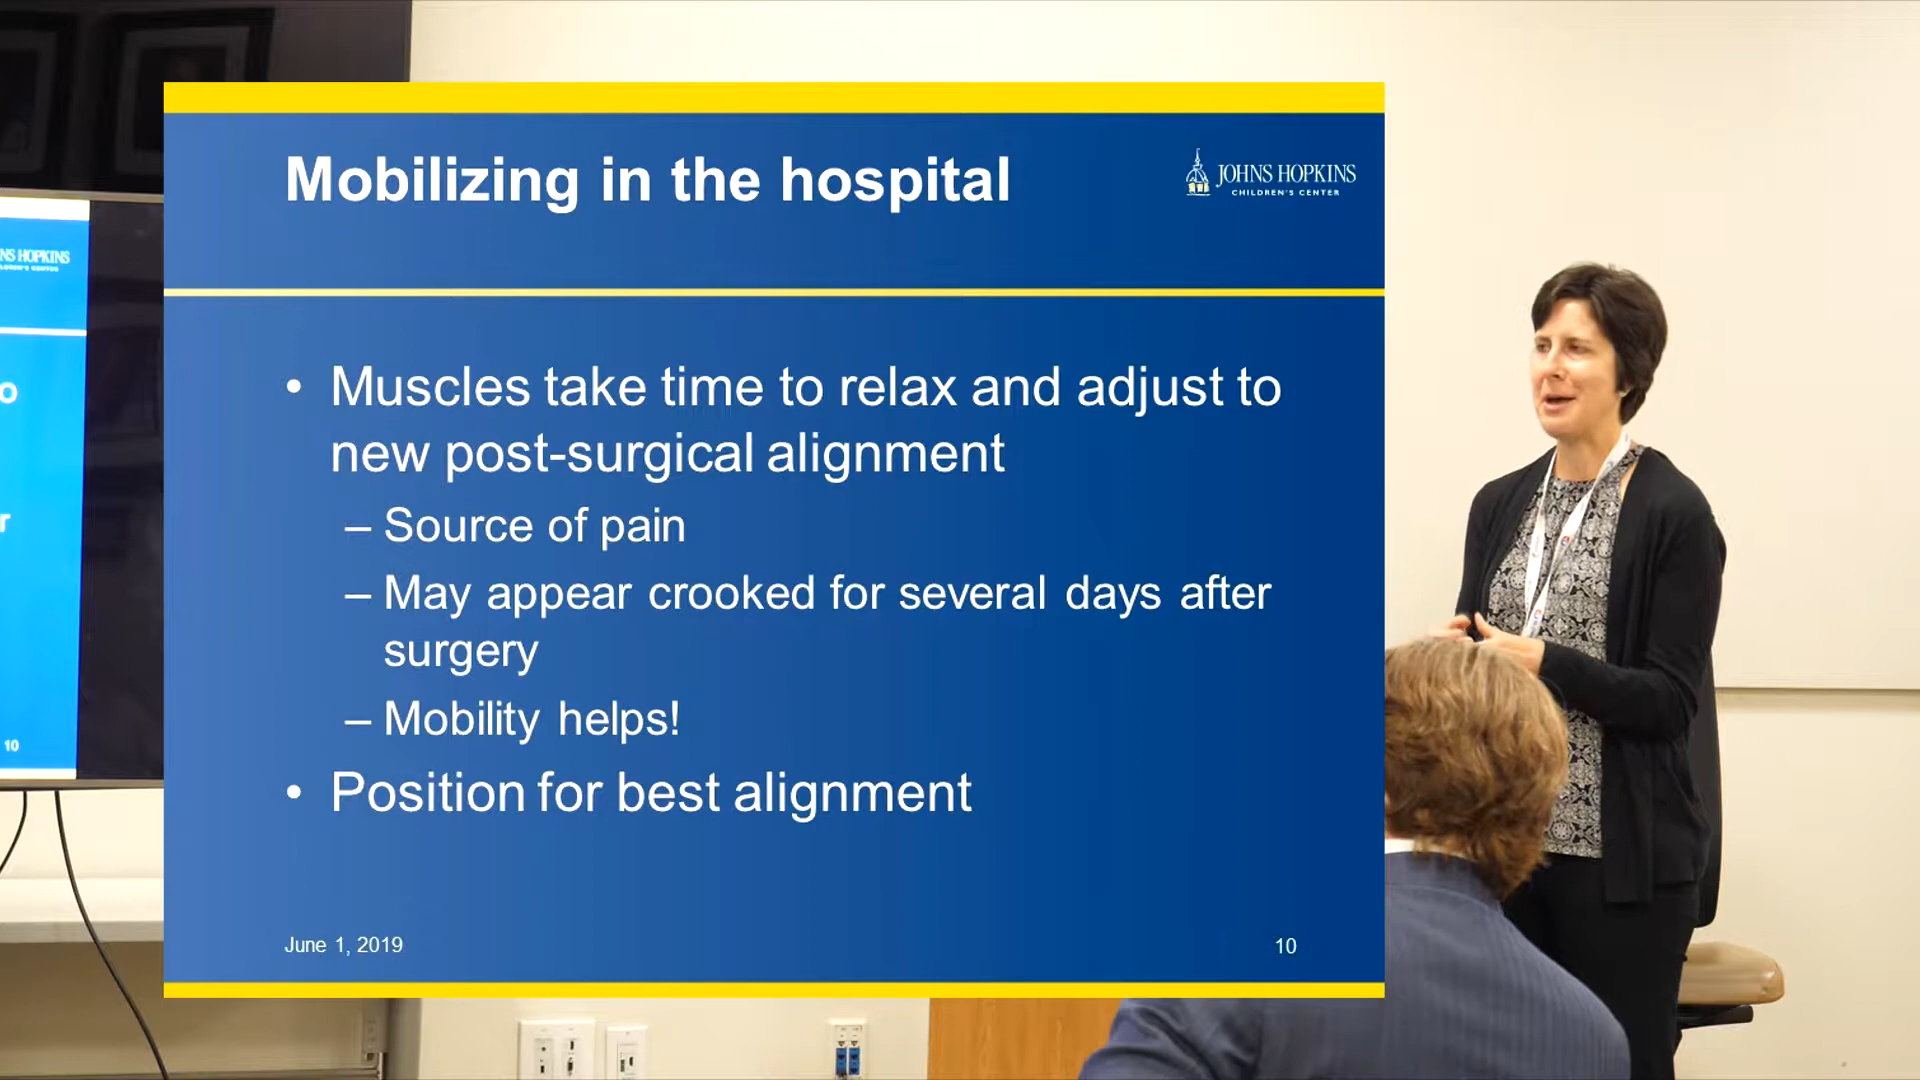 Mobilizing in the hospital
JOHNS HOPKINS
CHILDREN'S CENTER
• Muscles take time to relax and adjust to
new post-surgical alignment
– Source of pain
– May appear crooked for several days after
surgery
– Mobility helps!
• Position for best alignment
June 1, 2019
10
NS HOPKINS
o
r
10